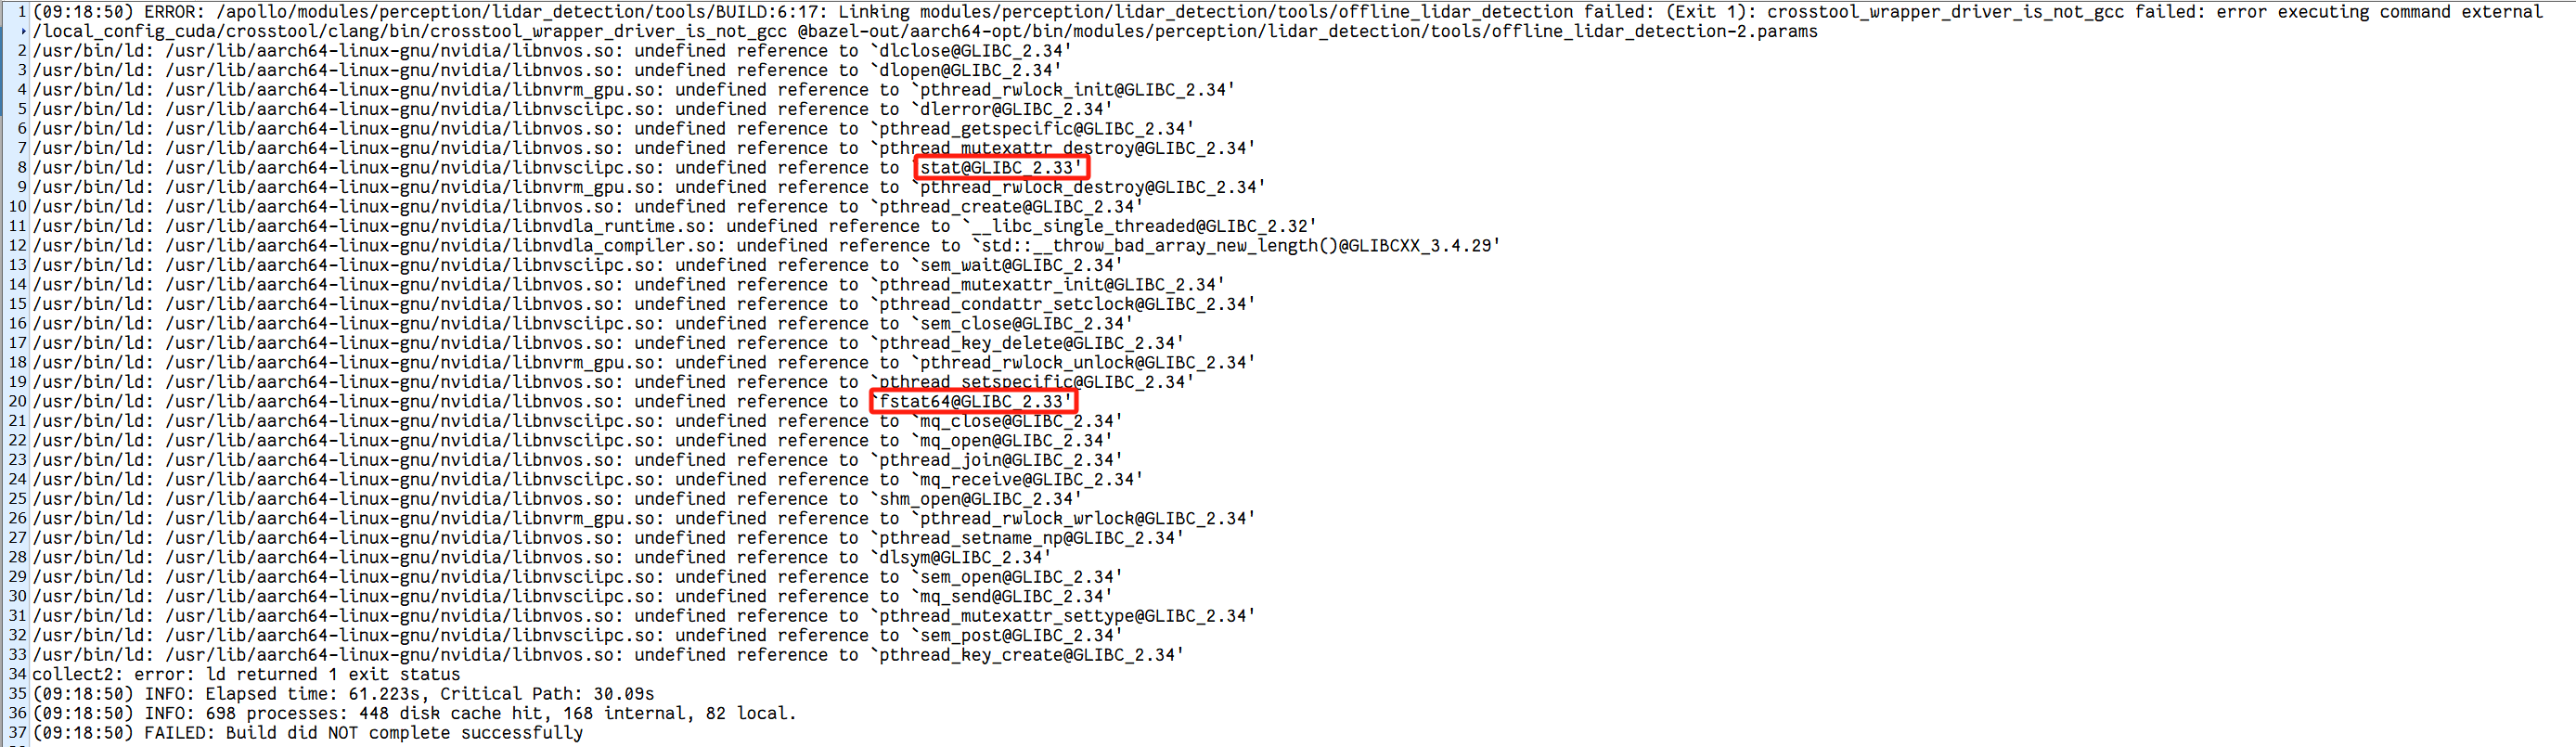 1 (09:18:50) ERROR: /apollo/modules/perception/lidar_detection/tools/BUILD:6:17: Linking modules/perception/lidar_detection/tools/offline_lidar_detection failed: (Exit 1): crosstool_wrapper_driver_is_not_gcc failed: error executing command external
/local_config_cuda/crosstool/clang/bin/crosstool_wrapper_driver_is_not_gcc @bazel-out/aarch64-opt/bin/modules/perception/lidar_detection/tools/offline_lidar_detection-2.params
2 /usr/bin/ld: /usr/lib/aarch64-linux-gnu/nvidia/libnvos.so: undefined reference to `dlclose@GLIBC_2.34'
3 /usr/bin/ld: /usr/lib/aarch64-linux-gnu/nvidia/libnvos.so: undefined reference to `dlopen@GLIBC_2.34'
4 /usr/bin/ld: /usr/lib/aarch64-linux-gnu/nvidia/libnvrm_gpu.so: undefined reference to `pthread_rwlock_init@GLIBC_2.34'
5 /usr/bin/ld: /usr/lib/aarch64-linux-gnu/nvidia/libnvsciipc.so: undefined reference to `dlerror@GLIBC_2.34'
6 /usr/bin/ld: /usr/lib/aarch64-linux-gnu/nvidia/libnvos.so: undefined reference to `pthread_getspecific@GLIBC_2.34'
7 /usr/bin/ld: /usr/lib/aarch64-linux-gnu/nvidia/libnvos.so: undefined reference to `pthread_mutexattr_destroy@GLIBC_2.34'
8 /usr/bin/ld: /usr/lib/aarch64-linux-gnu/nvidia/libnvsciipc.so: undefined reference to `stat@GLIBC_2.33'
9 /usr/bin/ld: /usr/lib/aarch64-linux-gnu/nvidia/libnvrm_gpu.so: undefined reference to `pthread_rwlock_destroy@GLIBC_2.34'
10 /usr/bin/ld: /usr/lib/aarch64-linux-gnu/nvidia/libnvos.so: undefined reference to `pthread_create@GLIBC_2.34'
11 /usr/bin/ld: /usr/lib/aarch64-linux-gnu/nvidia/libnvdla_runtime.so: undefined reference to `__libc_single_threaded@GLIBC_2.32'
12 /usr/bin/ld: /usr/lib/aarch64-linux-gnu/nvidia/libnvdla_compiler.so: undefined reference to `std::__throw_bad_array_new_length()@GLIBCXX_3.4.29'
13 /usr/bin/ld: /usr/lib/aarch64-linux-gnu/nvidia/libnvsciipc.so: undefined reference to `sem_wait@GLIBC_2.34'
14 /usr/bin/ld: /usr/lib/aarch64-linux-gnu/nvidia/libnvos.so: undefined reference to `pthread_mutexattr_init@GLIBC_2.34'
15 /usr/bin/ld: /usr/lib/aarch64-linux-gnu/nvidia/libnvos.so: undefined reference to `pthread_condattr_setclock@GLIBC_2.34'
16 /usr/bin/ld: /usr/lib/aarch64-linux-gnu/nvidia/libnvsciipc.so: undefined reference to `sem_close@GLIBC_2.34'
17 /usr/bin/ld: /usr/lib/aarch64-linux-gnu/nvidia/libnvos.so: undefined reference to `pthread_key_delete@GLIBC_2.34'
18 /usr/bin/ld: /usr/lib/aarch64-linux-gnu/nvidia/libnvrm_gpu.so: undefined reference to `pthread_rwlock_unlock@GLIBC_2.34'
19 /usr/bin/ld: /usr/lib/aarch64-linux-gnu/nvidia/libnvos.so: undefined reference to `pthread_setspecific@GLIBC_2.34'
20 /usr/bin/ld: /usr/lib/aarch64-linux-gnu/nvidia/libnvos.so: undefined reference to `fstat64@GLIBC_2.33'
21 /usr/bin/ld: /usr/lib/aarch64-linux-gnu/nvidia/libnvsciipc.so: undefined reference to `mq_close@GLIBC_2.34'
22 /usr/bin/ld: /usr/lib/aarch64-linux-gnu/nvidia/libnvsciipc.so: undefined reference to `mq_open@GLIBC_2.34'
23 /usr/bin/ld: /usr/lib/aarch64-linux-gnu/nvidia/libnvos.so: undefined reference to `pthread_join@GLIBC_2.34'
24 /usr/bin/ld: /usr/lib/aarch64-linux-gnu/nvidia/libnvsciipc.so: undefined reference to `mq_receive@GLIBC_2.34'
25 /usr/bin/ld: /usr/lib/aarch64-linux-gnu/nvidia/libnvos.so: undefined reference to `shm_open@GLIBC_2.34'
26 /usr/bin/ld: /usr/lib/aarch64-linux-gnu/nvidia/libnvrm_gpu.so: undefined reference to `pthread_rwlock_wrlock@GLIBC_2.34'
27 /usr/bin/ld: /usr/lib/aarch64-linux-gnu/nvidia/libnvos.so: undefined reference to `pthread_setname_np@GLIBC_2.34'
28 /usr/bin/ld: /usr/lib/aarch64-linux-gnu/nvidia/libnvos.so: undefined reference to `dlsym@GLIBC_2.34'
29 /usr/bin/ld: /usr/lib/aarch64-linux-gnu/nvidia/libnvsciipc.so: undefined reference to `sem_open@GLIBC_2.34'
30 /usr/bin/ld: /usr/lib/aarch64-linux-gnu/nvidia/libnvsciipc.so: undefined reference to `mq_send@GLIBC_2.34'
31 /usr/bin/ld: /usr/lib/aarch64-linux-gnu/nvidia/libnvos.so: undefined reference to `pthread_mutexattr_settype@GLIBC_2.34'
32 /usr/bin/ld: /usr/lib/aarch64-linux-gnu/nvidia/libnvsciipc.so: undefined reference to `sem_post@GLIBC_2.34'
33 /usr/bin/ld: /usr/lib/aarch64-linux-gnu/nvidia/libnvos.so: undefined reference to `pthread_key_create@GLIBC_2.34'
34 collect2: error: ld returned 1 exit status
35 (09:18:50) INFO: Elapsed time: 61.223s, Critical Path: 30.09s
36 (09:18:50) INFO: 698 processes: 448 disk cache hit, 168 internal, 82 local.
37 (09:18:50) FAILED: Build did NOT complete successfully